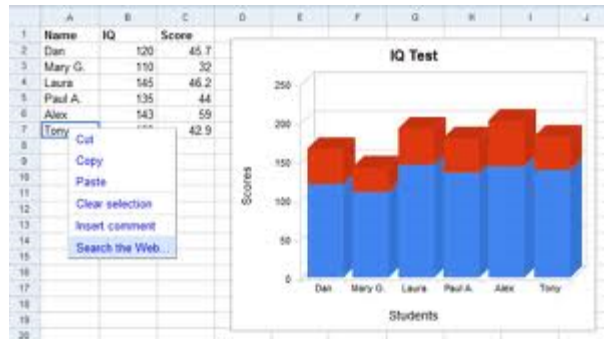 A B C D E F G H I J
1 Name IQ Score
2 Dan 120 45.7
3 Mary G. 110 32
4 Laura 145 46.2
5 Paul A. 135 44
6 Alex 143 59
7 Tony 42.9
8
9
10
11
12
13
14
15
16
17
18
19
20
Cut
Copy
Paste
Clear selection
Insert comment
Search the Web...
IQ Test
250
200
150
100
50
0
Scores
Dan Mary G. Laura Paul A. Alex Tony
Students